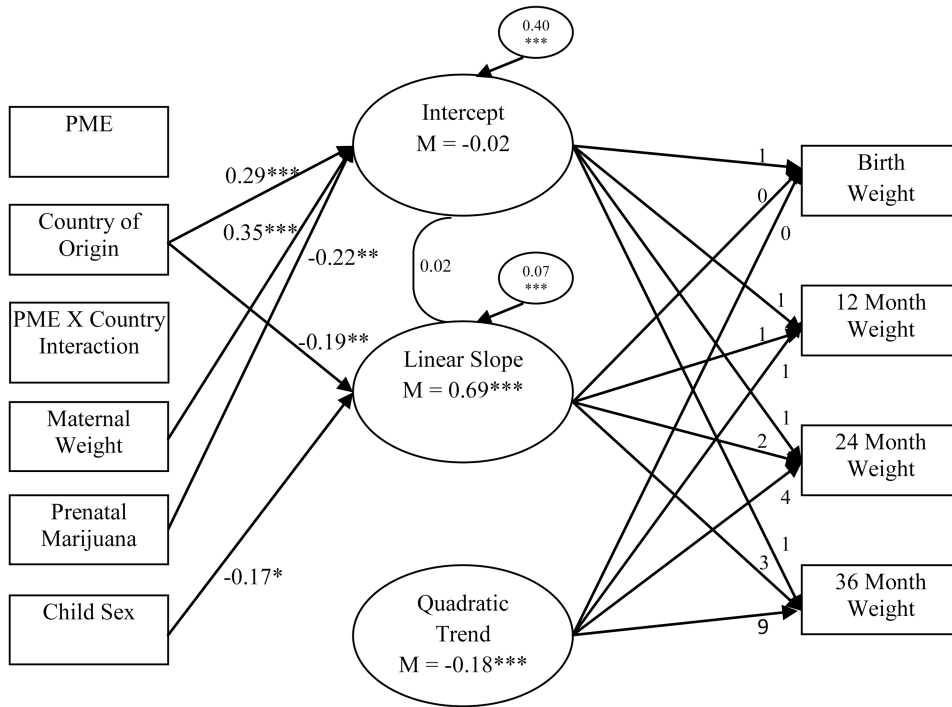 0.40
***
PME
Intercept
M = -0.02
Birth
Weight
1
0
0
0.29***
Country of
Origin
0.35***
-0.22**
0.02
0.07
***
12 Month
Weight
1
1
1
PME X Country
Interaction
-0.19**
Linear Slope
M = 0.69***
Maternal
Weight
24 Month
Weight
1
2
4
Prenatal
Marijuana
-0.17*
36 Month
Weight
1
3
9
Child Sex
Quadratic
Trend
M = -0.18***